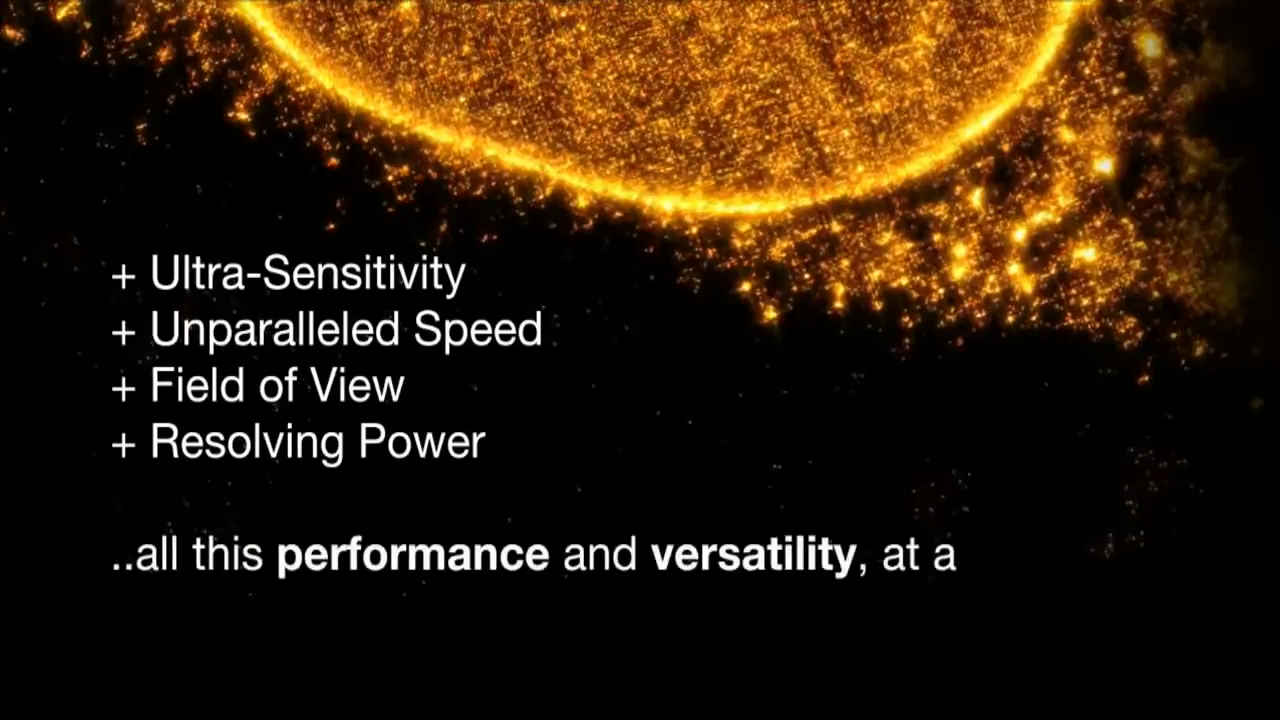 + Ultra-Sensitivity
+ Unparalleled Speed
+ Field of View
+ Resolving Power
..all this performance and versatility, at a